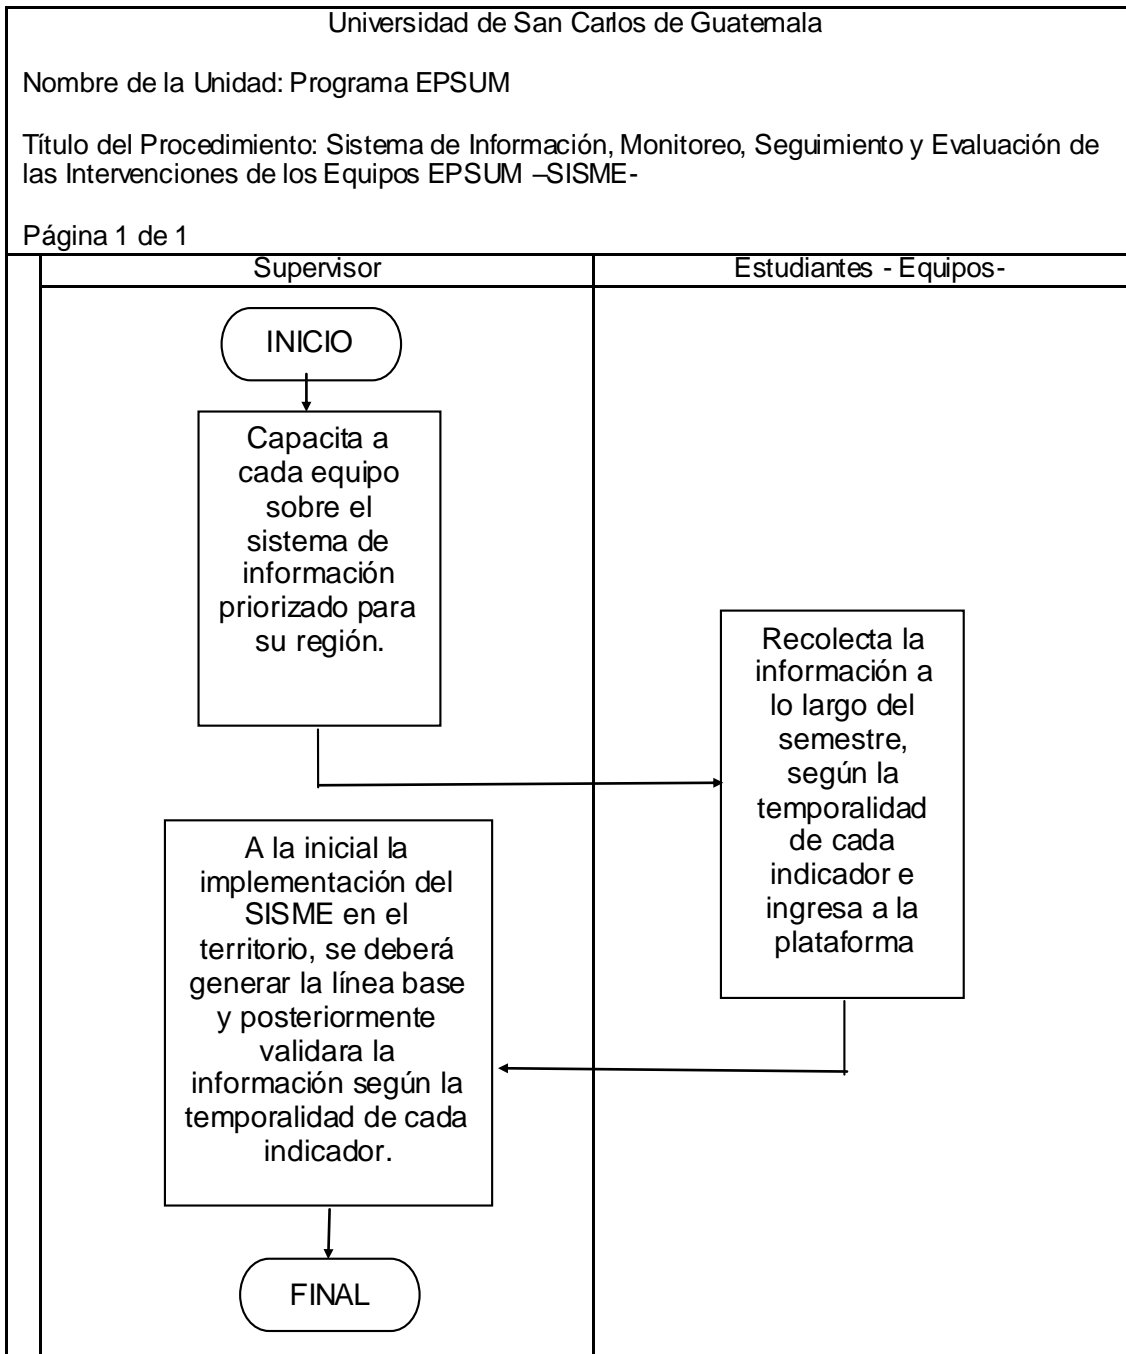 Universidad de San Carlos de Guatemala
Nombre de la Unidad: Programa EPSUM
Título del Procedimiento: Sistema de Información, Monitoreo, Seguimiento y Evaluación de
las Intervenciones de los Equipos EPSUM –SISME-
Página 1 de 1
Supervisor
Estudiantes - Equipos-
INICIO
Capacita a
cada equipo
sobre el
sistema de
información
priorizado para
su región.
Recolecta la
información a
lo largo del
semestre,
según la
temporalidad
de cada
indicador e
ingresa a la
plataforma
A la inicial la
implementación del
SISME en el
territorio, se deberá
generar la línea base
y posteriormente
validara la
información según la
temporalidad de cada
indicador.
FINAL